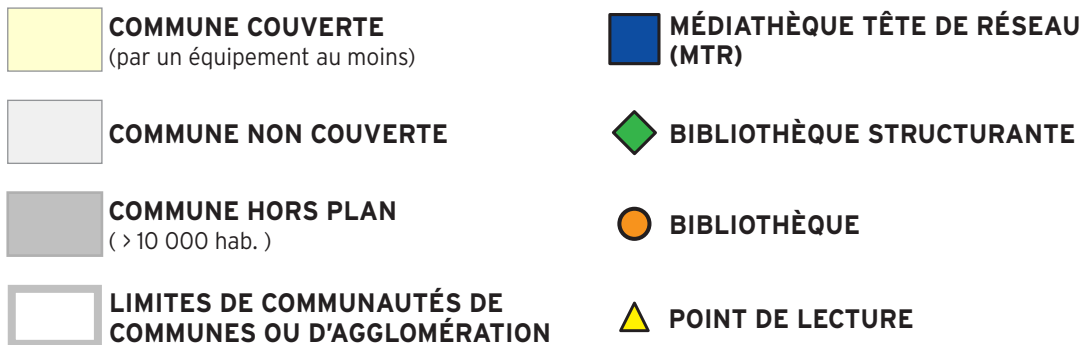 COMMUNE COUVERTE
(par un équipement au moins)
COMMUNE NON COUVERTE
COMMUNE HORS PLAN
( > 10 000 hab. )
LIMITES DE COMMUNAUTÉS DE
COMMUNES OU D'AGGLOMÉRATION
MÉDIATHÈQUE TÊTE DE RÉSEAU
(MTR)
BIBLIOTHÈQUE STRUCTURANTE
BIBLIOTHÈQUE
POINT DE LECTURE